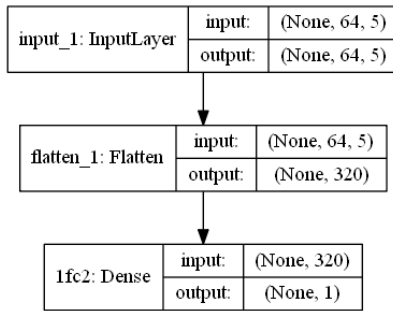 input_1: InputLayer
input: (None, 64, 5)
output: (None, 64, 5)
flatten_1: Flatten
input: (None, 64, 5)
output: (None, 320)
1fc2: Dense
input: (None, 320)
output: (None, 1)